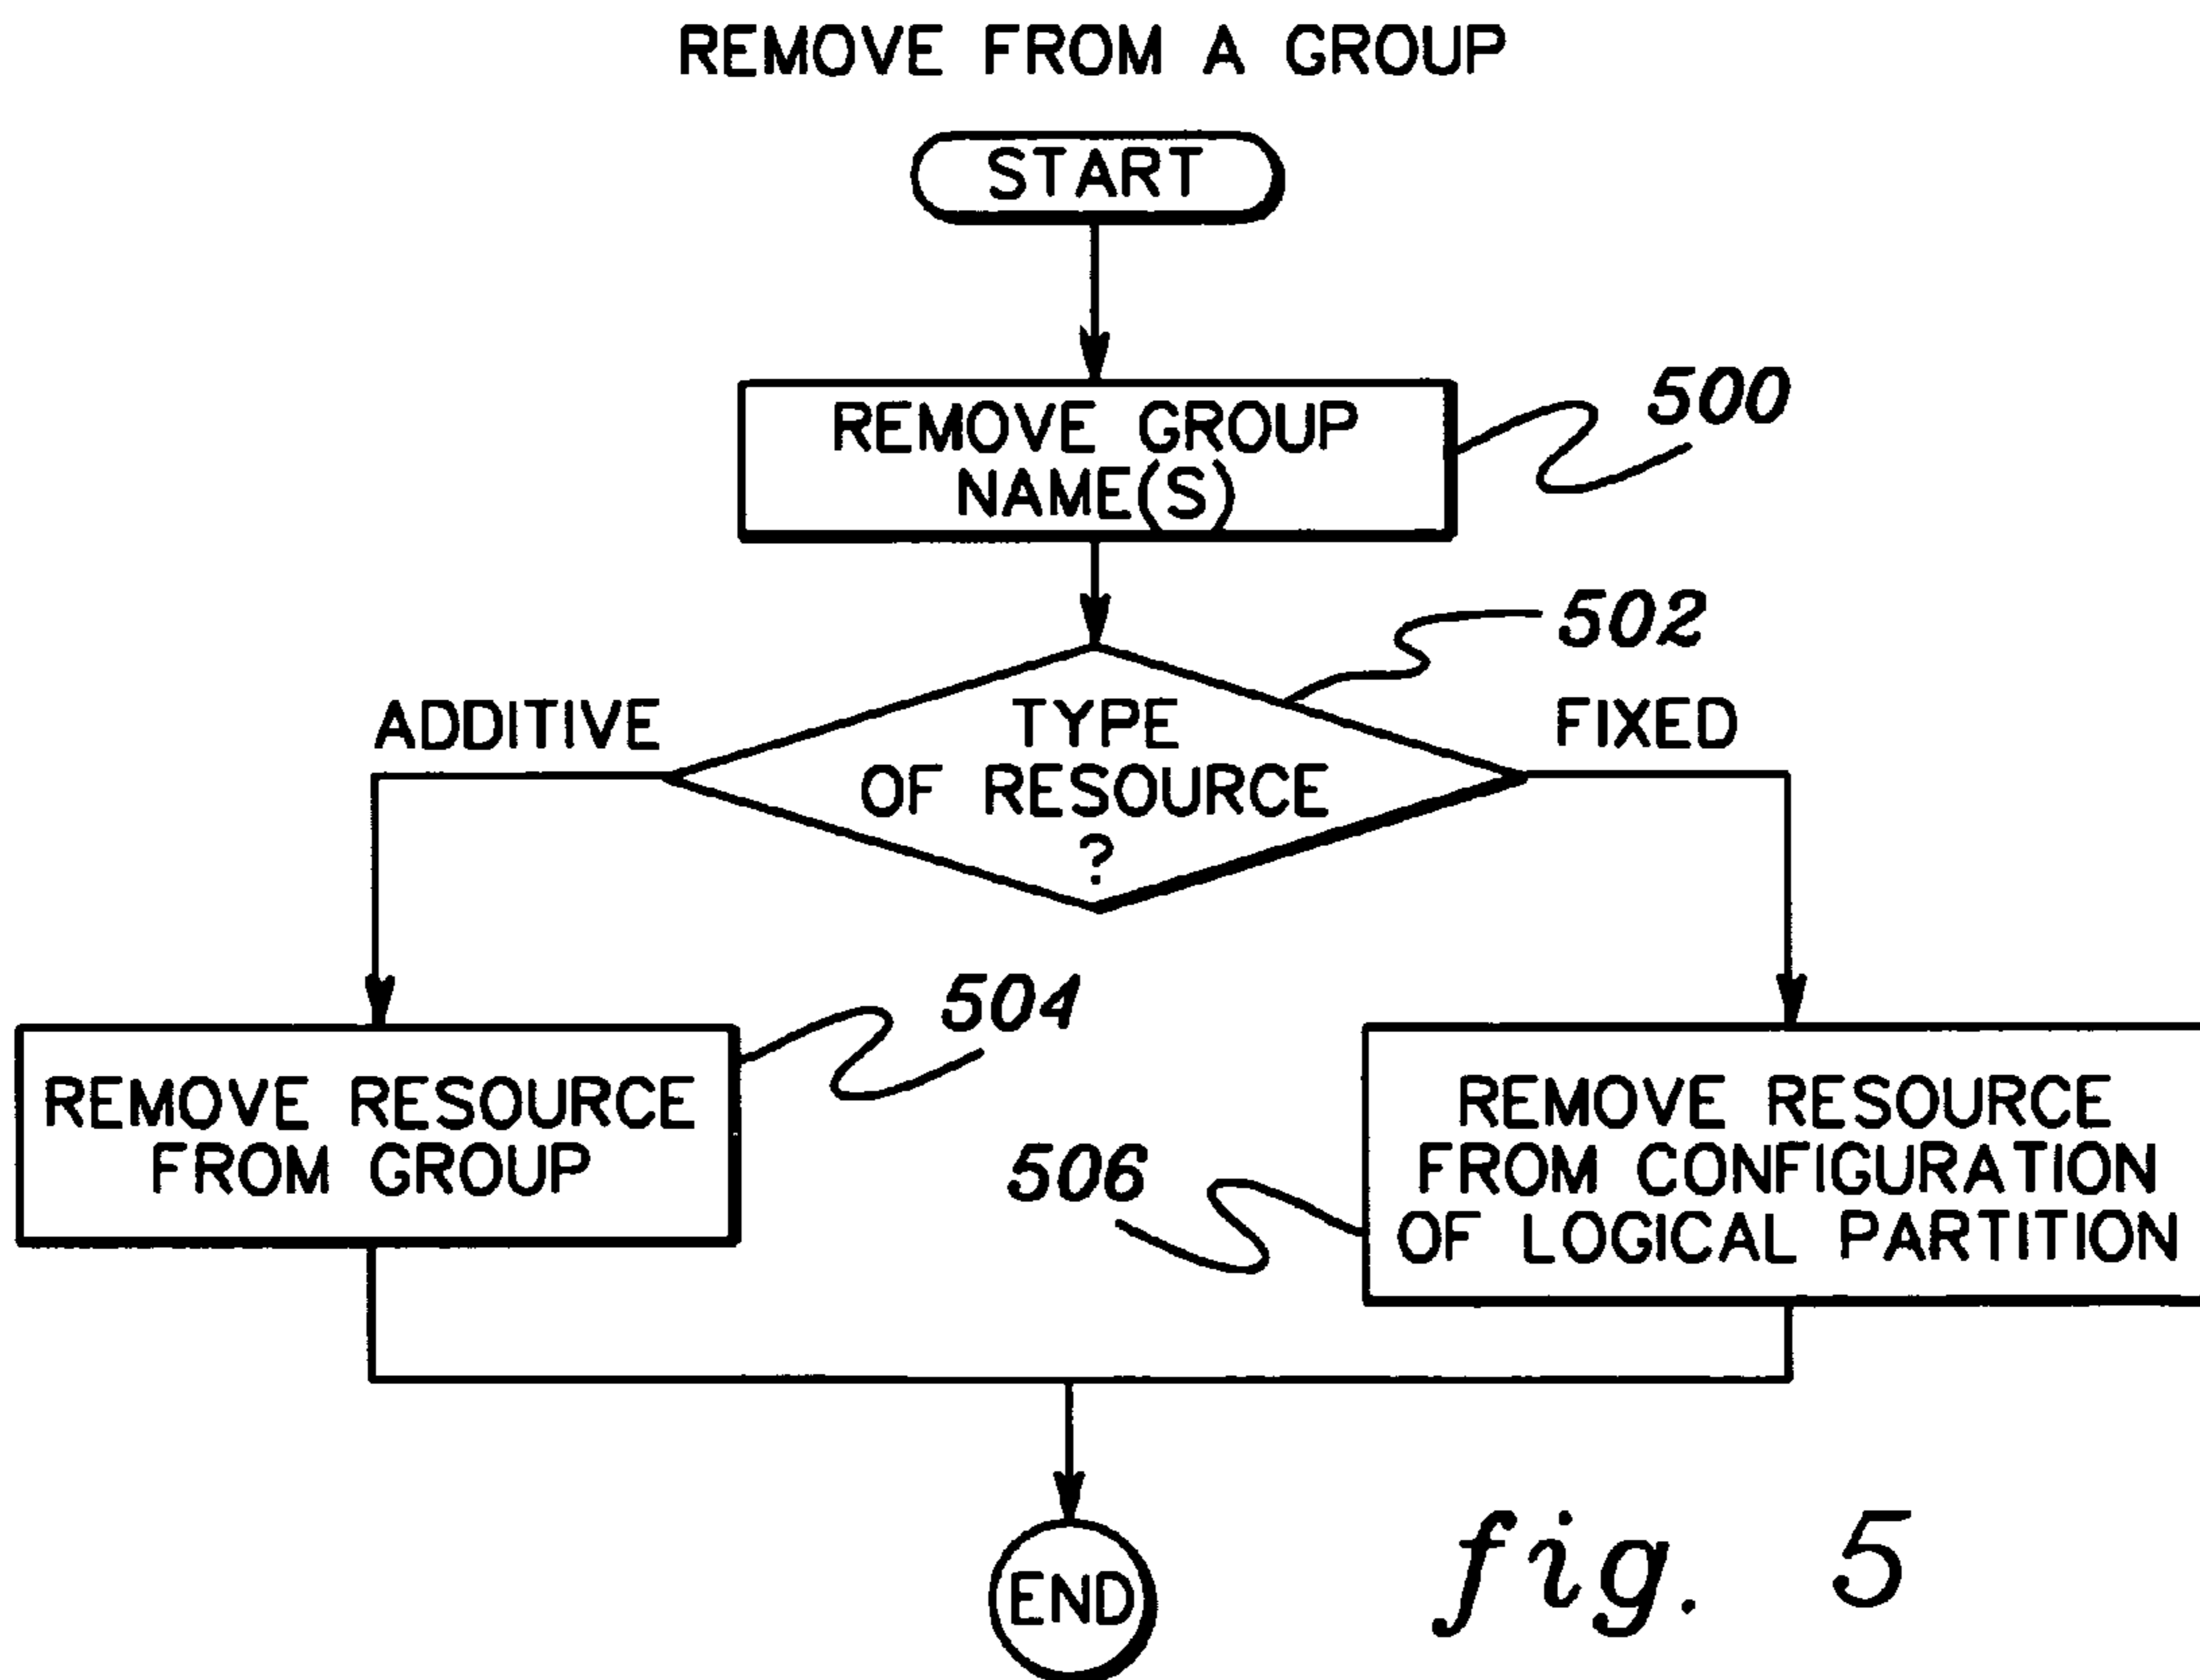 REMOVE FROM A GROUP
START
REMOVE GROUP
NAME(S)
500
502
ADDITIVE
TYPE
OF RESOURCE
?
FIXED
504
REMOVE RESOURCE
FROM GROUP
506
REMOVE RESOURCE
FROM CONFIGURATION
OF LOGICAL PARTITION
END
fig. 5